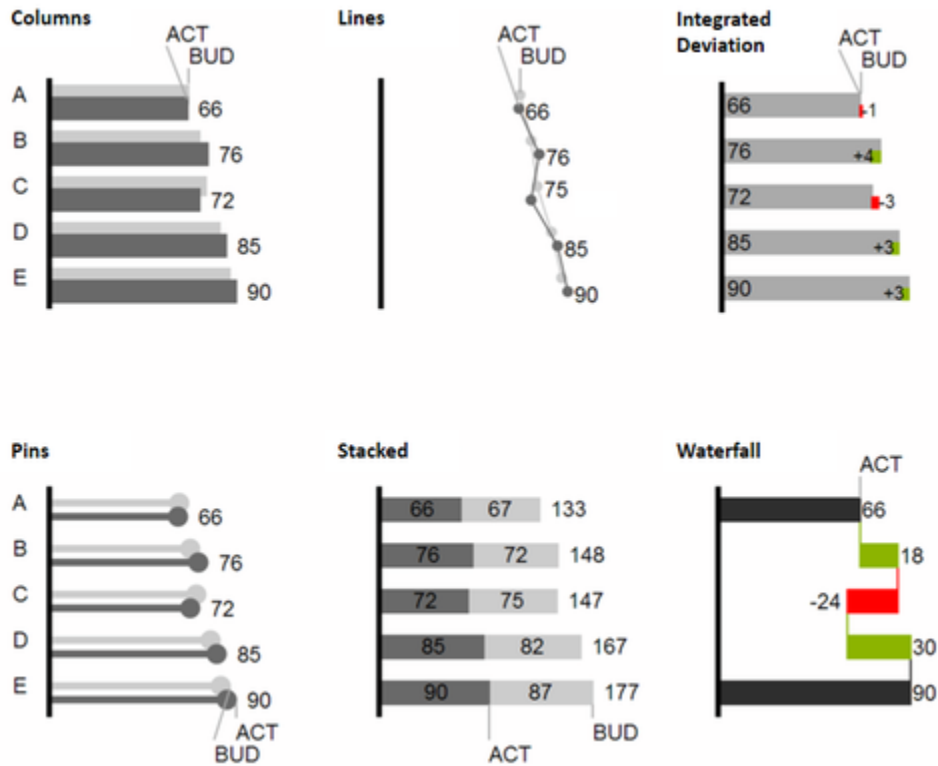 Columns
ACT
BUD
A
66
B
76
C
72
D
85
E
90
Lines
ACT
BUD
66
76
75
85
90
Integrated
Deviation
ACT
BUD
66
-1
76
+4
72
-3
85
+3
90
+3
Pins
A
66
B
76
C
72
D
85
E
90
ACT
BUD
Stacked
66 67 133
76 72 148
72 75 147
85 82 167
90 87 177
BUD
ACT
Waterfall
ACT
66
18
-24
30
90